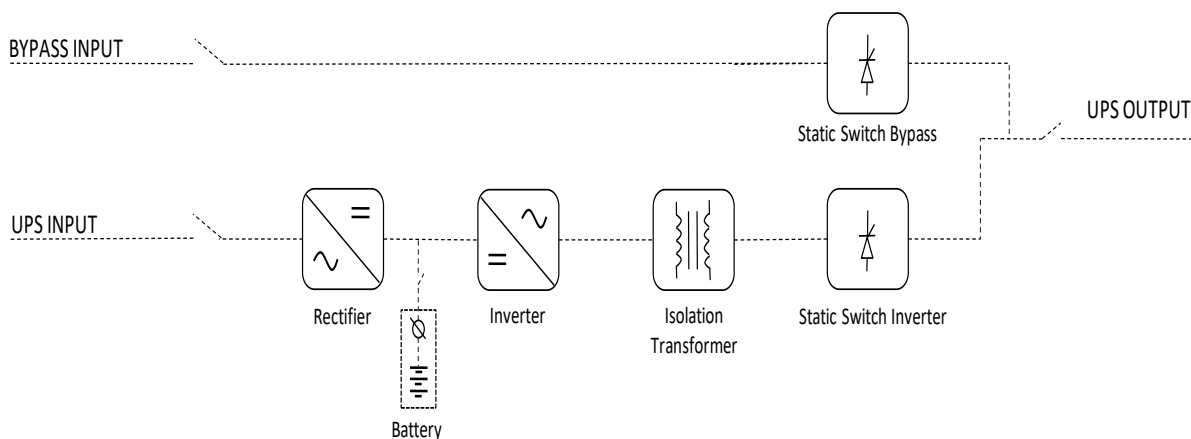 BYPASS INPUT
Static Switch Bypass
UPS OUTPUT
UPS INPUT
Rectifier
Inverter
Isolation
Transformer
Static Switch Inverter
Battery